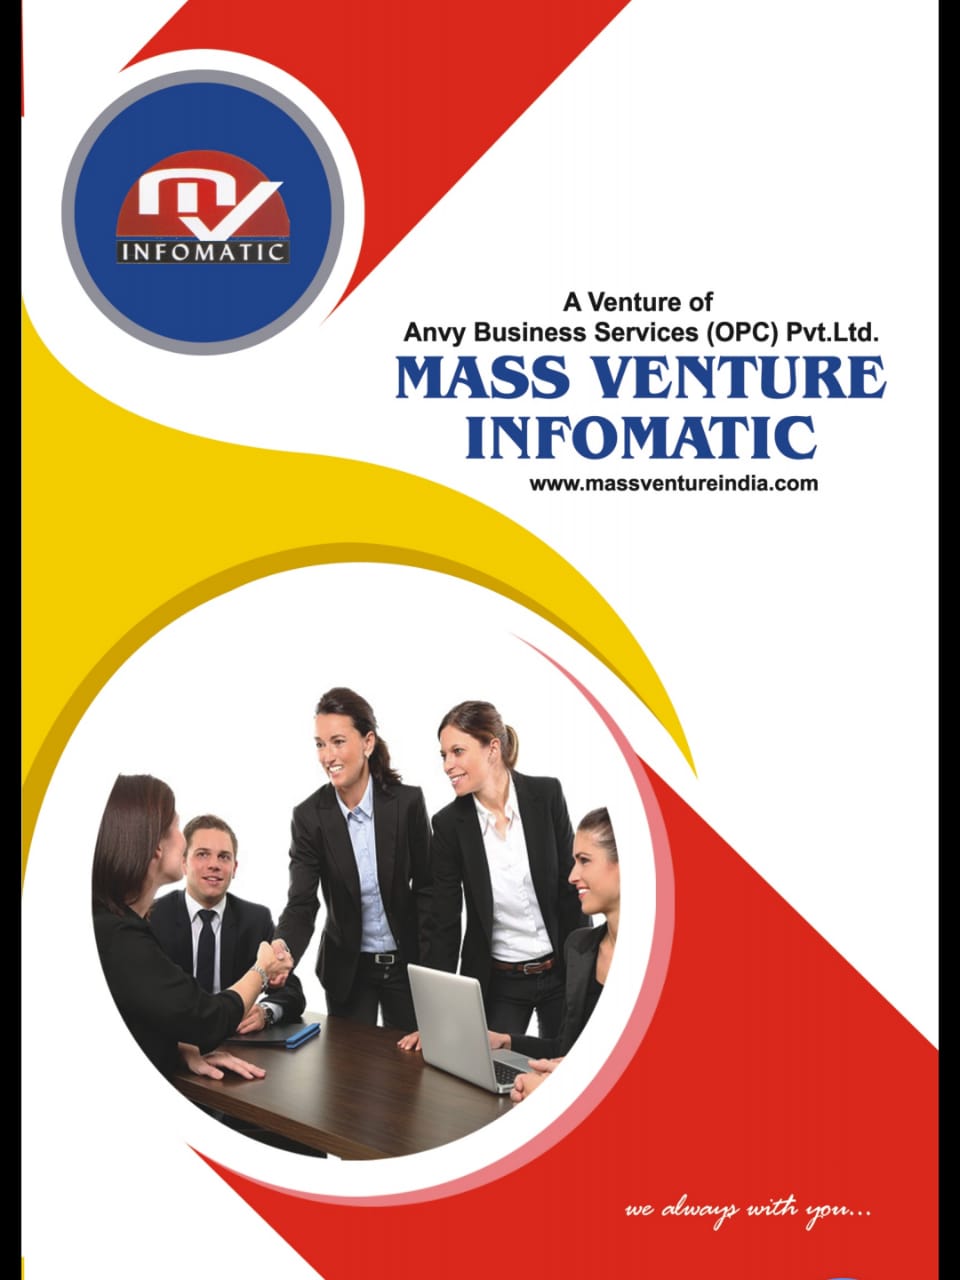 MV
INFOMATIC
A Venture of
Anvy Business Services (OPC) Pvt.Ltd.
MASS VENTURE
INFOMATIC
www.massventureindia.com
we always with you...